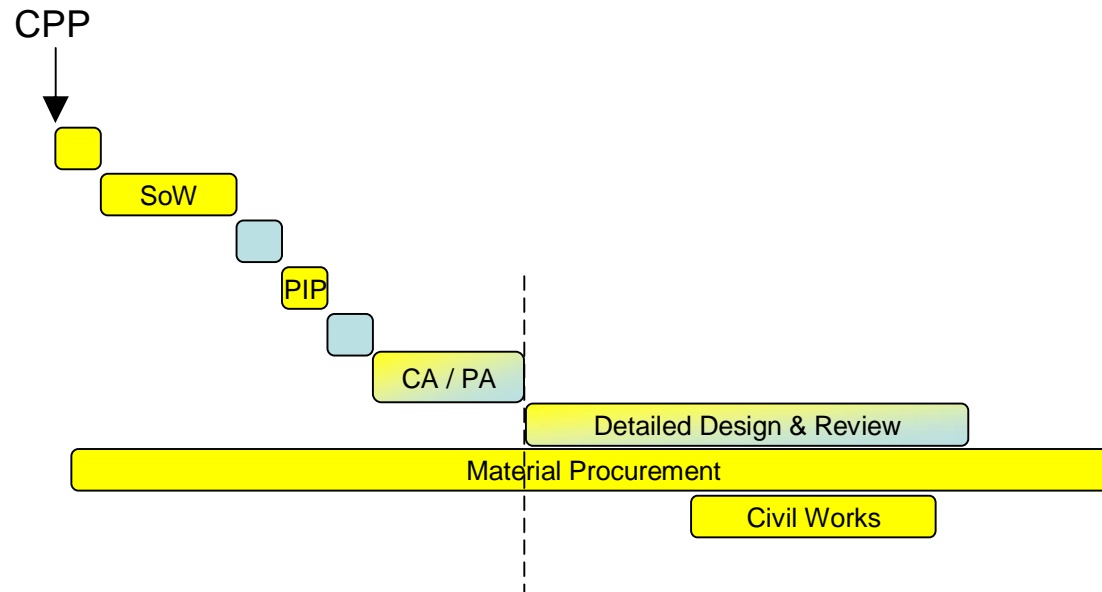 CPP
SoW
PIP
CA / PA
Detailed Design & Review
Material Procurement
Civil Works